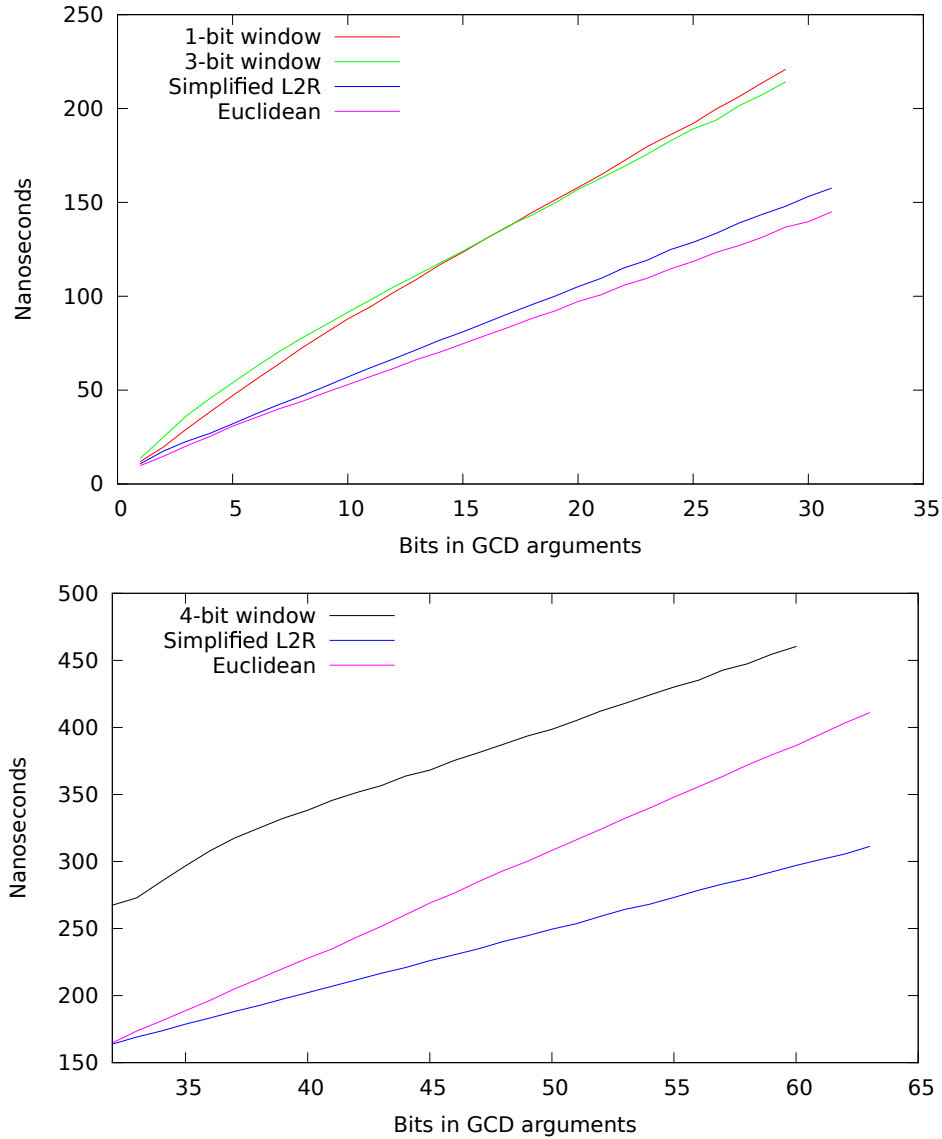 250
200
150
100
50
0
Nanoseconds
1-bit window
3-bit window
Simplified L2R
Euclidean
0 5 10 15 20 25 30 35
Bits in GCD arguments
500
450
400
350
300
250
200
150
Nanoseconds
4-bit window
Simplified L2R
Euclidean
35 40 45 50 55 60 65
Bits in GCD arguments